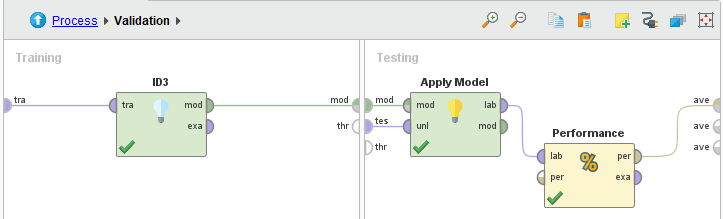 Process ▸ Validation ▸
Training
Testing
ID3
Apply Model
tra
tra
mod
exa
mod
thr
mod
tes
thr
mod
unl
lab
mod
Performance
lab
per
per
exa
%
ave
ave
ave